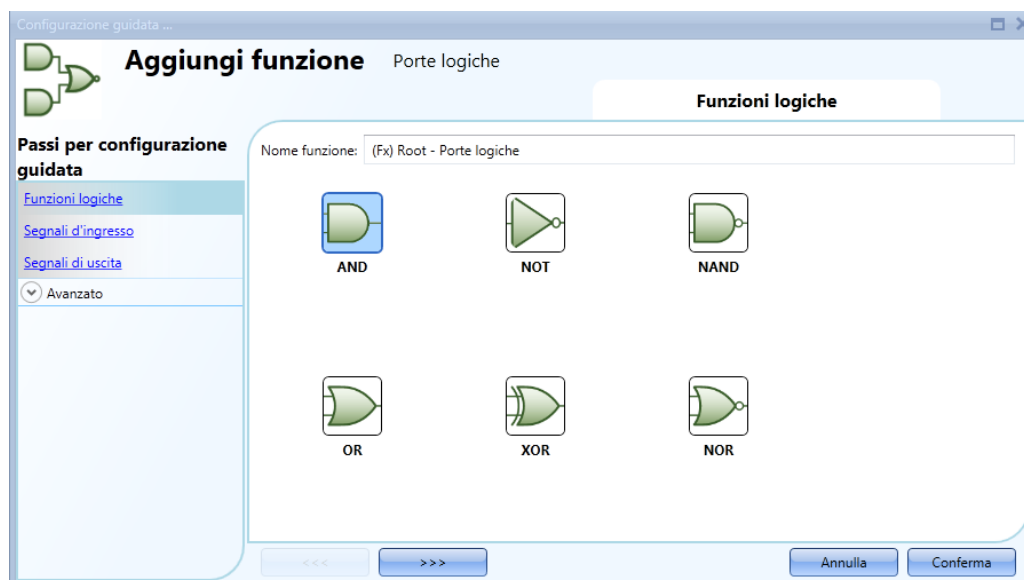 Configurazione guidata ...
Aggiungi funzione Porte logiche
Funzioni logiche
Passi per configurazione
guidata
Funzioni logiche
Segnali d'ingresso
Segnali di uscita
Avanzato
Nome funzione: (Fx) Root - Porte logiche
AND NOT NAND
OR XOR NOR
<<< >>> Annulla Conferma